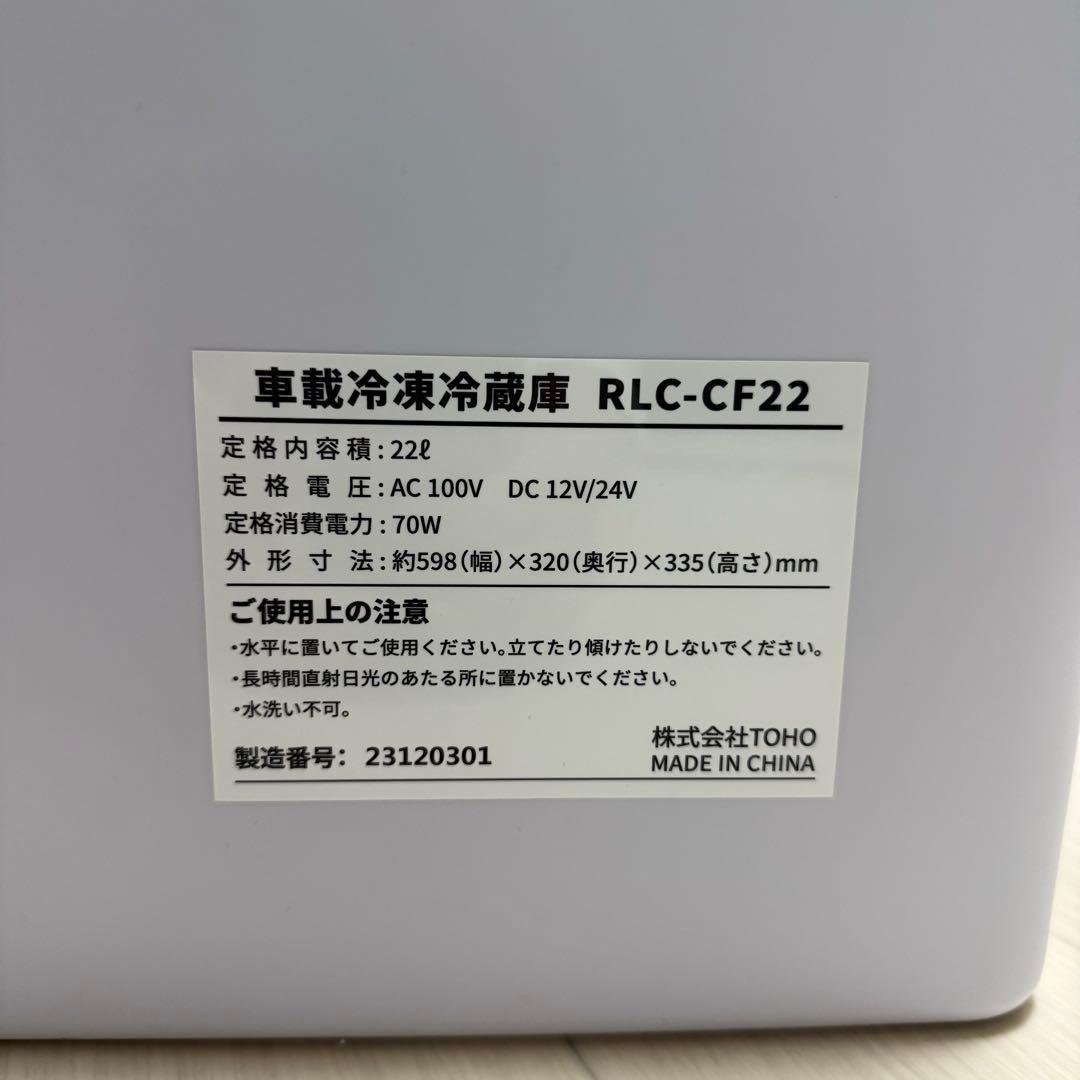 車載冷凍冷蔵庫 RLC-CF22
定格内容積：22ℓ
定格電圧：AC 100V DC 12V/24V
定格消費電力：70W
外形寸法：約598（幅）×320（奥行）×335（高さ）mm
ご使用上の注意
・水平に置いてご使用ください。立てたり傾けたりしないでください。
・長時間直射日光のあたる所に置かないでください。
・水洗い不可。
製造番号： 23120301
株式会社TOHO
MADE IN CHINA